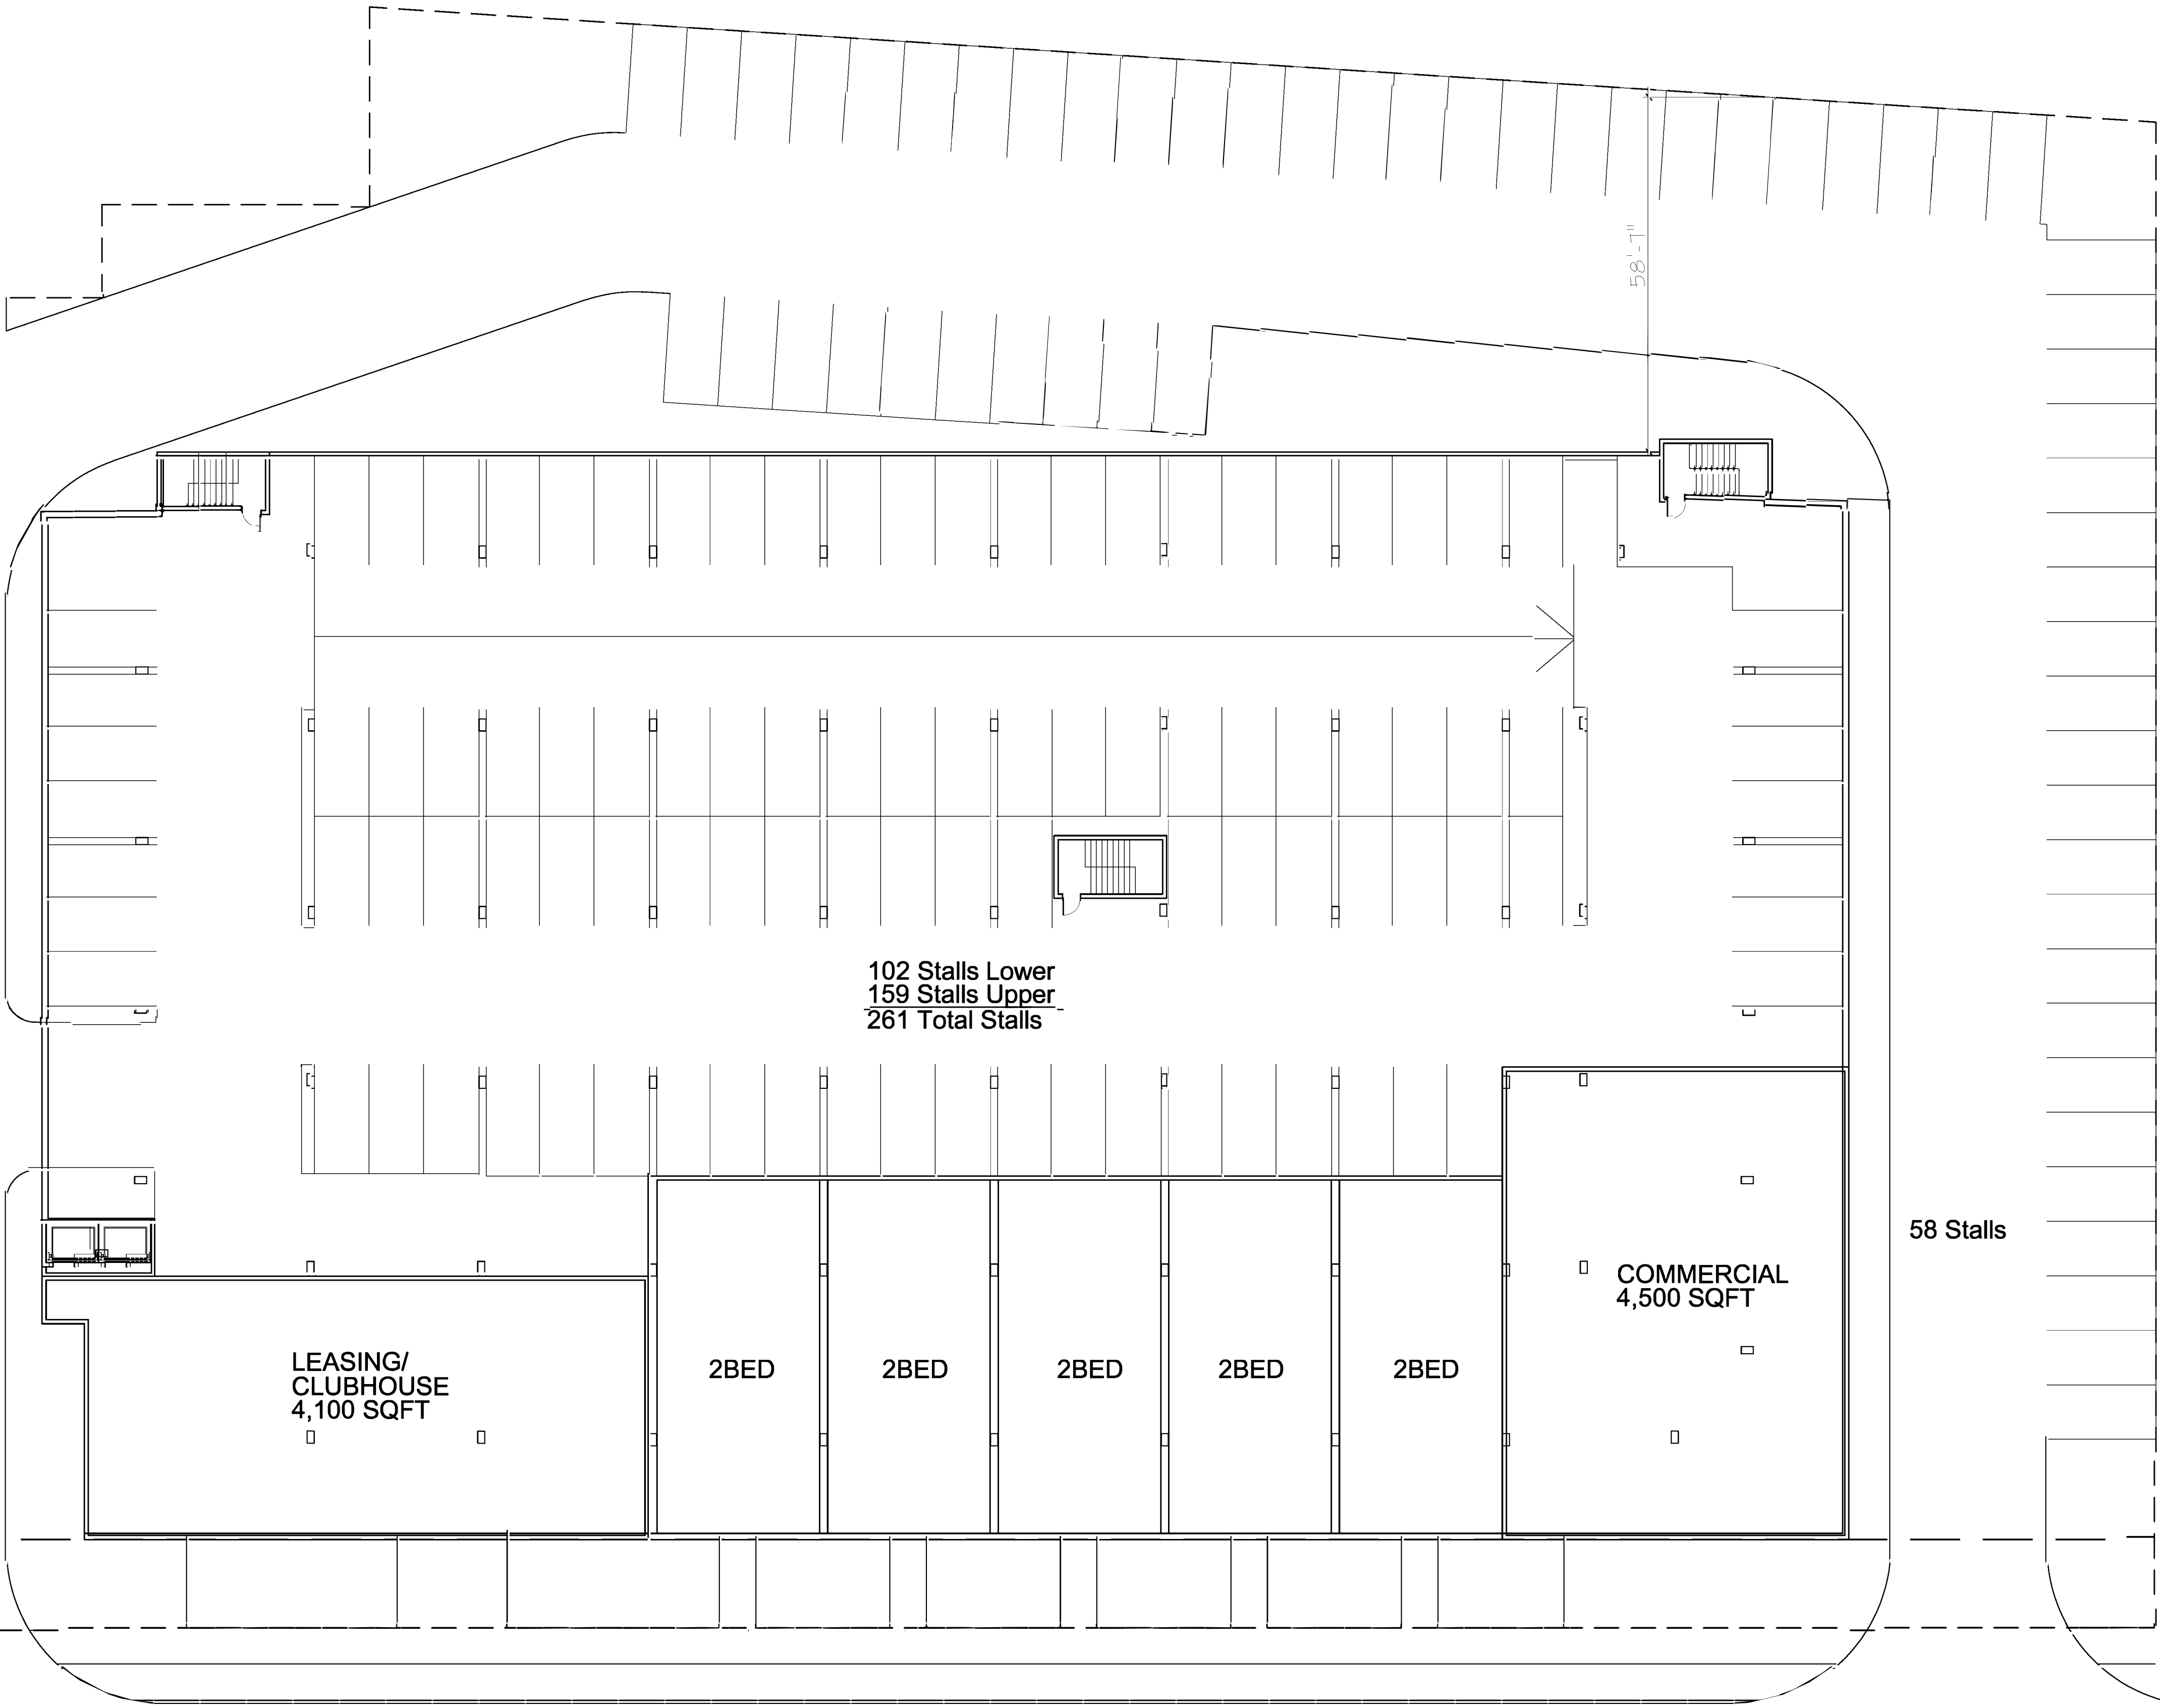 58'-7"
102 Stalls Lower
159 Stalls Upper
261 Total Stalls
58 Stalls
COMMERCIAL
4,500 SQFT
LEASING/
CLUBHOUSE
4,100 SQFT
2BED
2BED
2BED
2BED
2BED